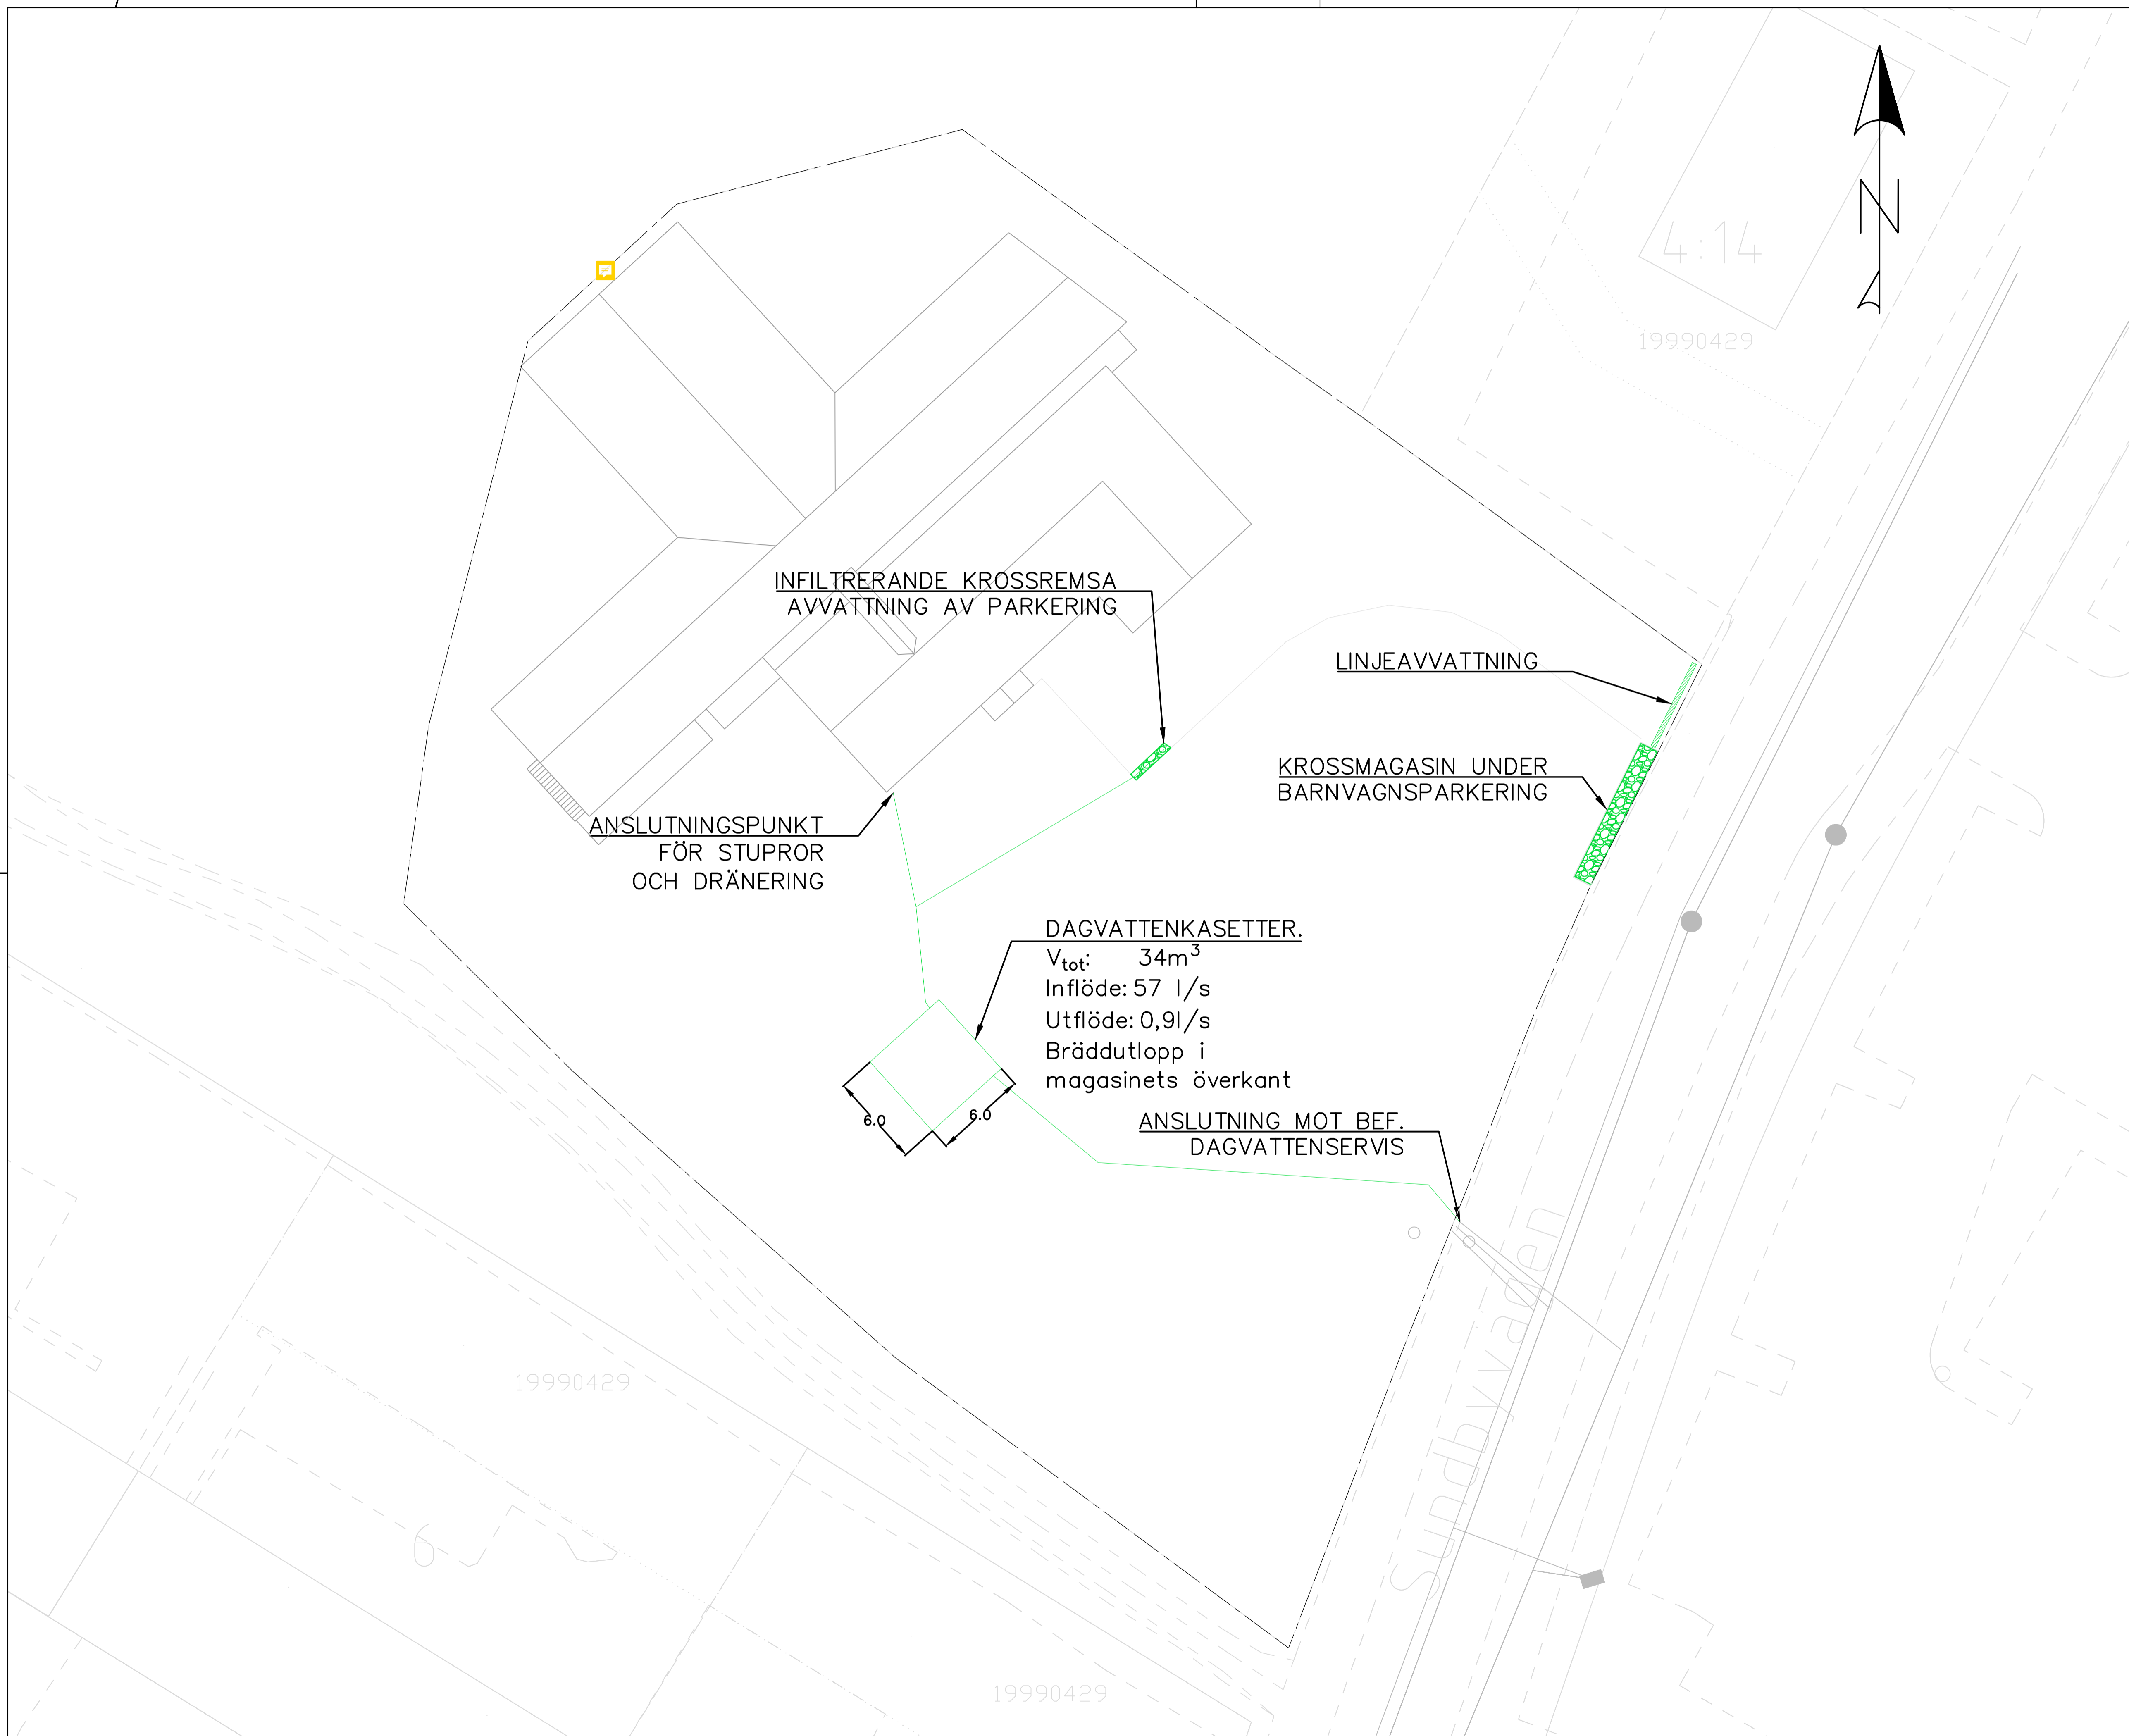 N
4:14
19990429
INFILTRERANDE KROSSREMSA
AVVATTNING AV PARKERING
LINJEAVVATTNING
KROSSMAGASIN UNDER
BARNVAGNSPARKERING
ANSLUTNINGSPUNKT
FÖR STUPROR
OCH DRÄNERING
DAGVATTENKASETTER.
Vtot: 34m³
Inflöde: 57 l/s
Utflöde: 0,9l/s
Bräddutlopp i
magasinets överkant
6.0
6.0
ANSLUTNING MOT BEF.
DAGVATTENSERVIS
Sundbyvägen
19990429
19990429